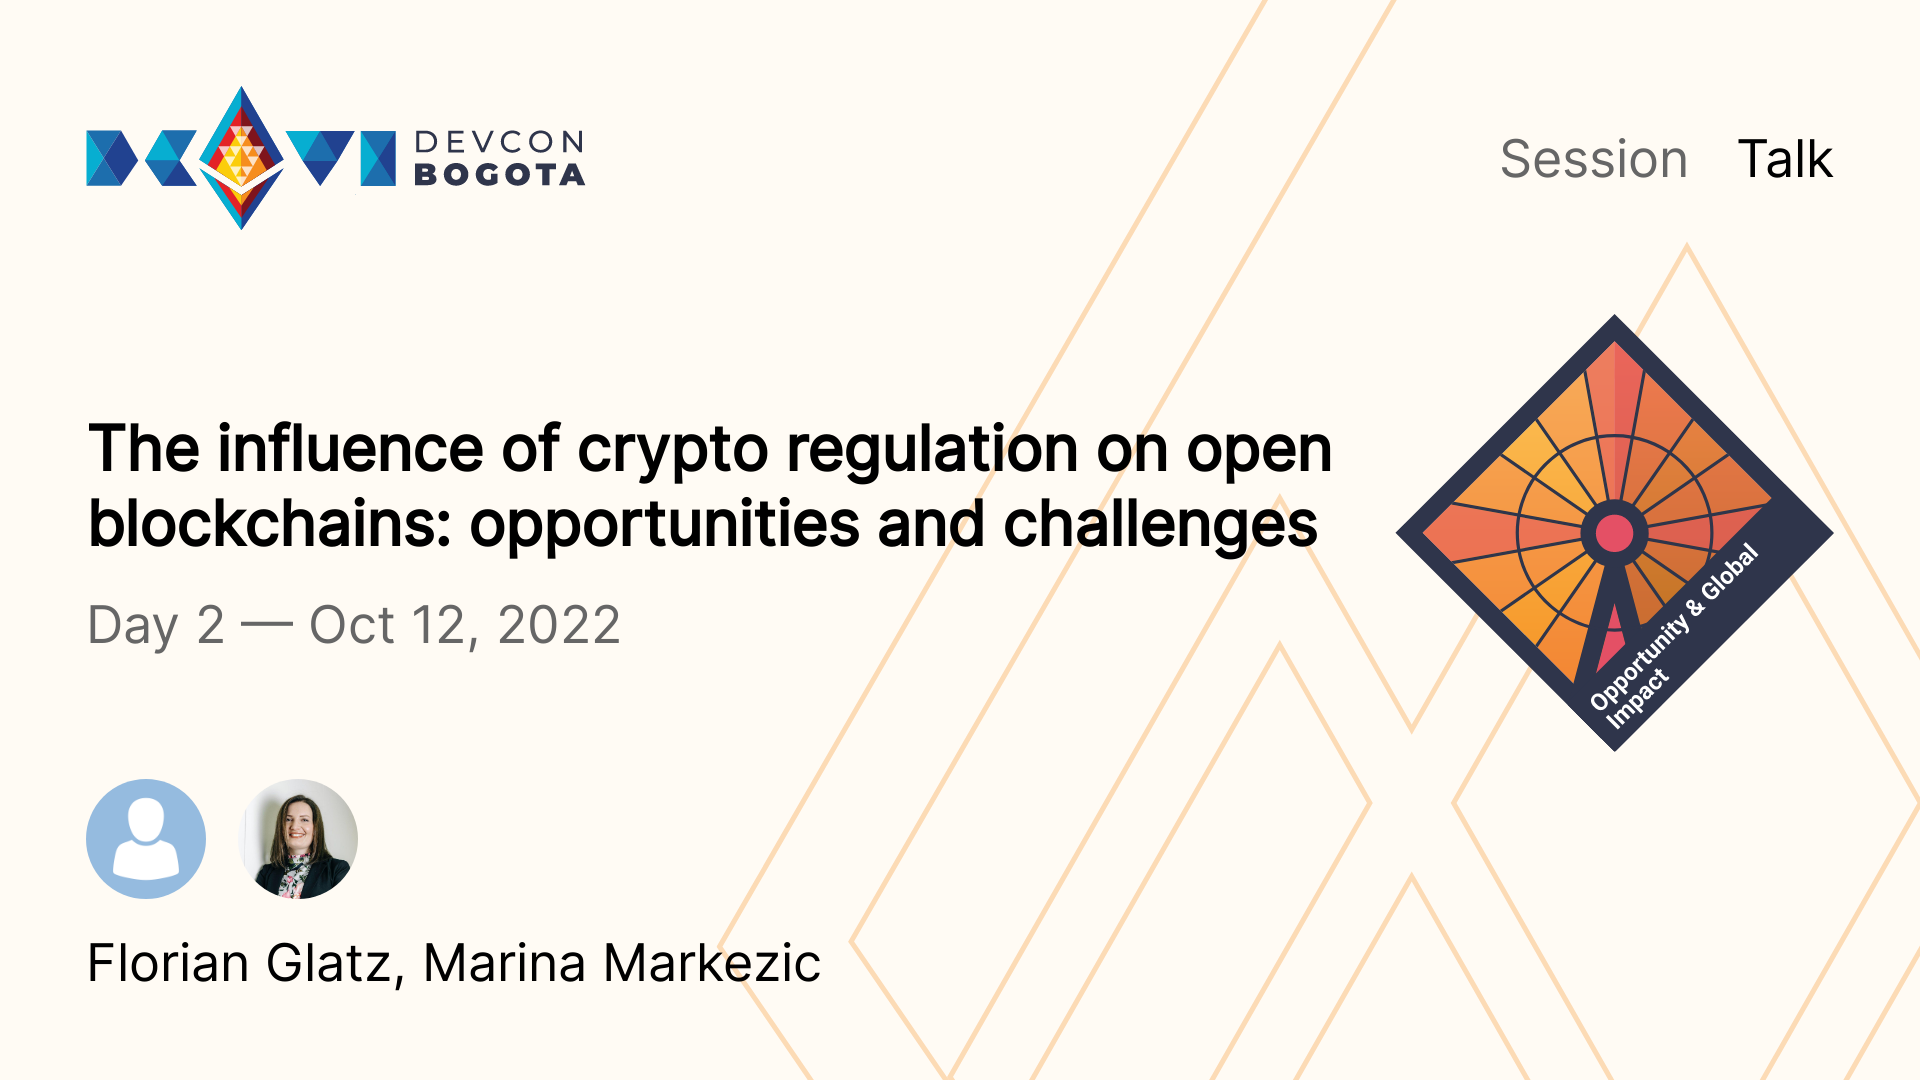 DEVCON
BOGOTA
Session Talk
The influence of crypto regulation on open
blockchains: opportunities and challenges
Day 2 — Oct 12, 2022
Opportunity & Global
Impact
Florian Glatz, Marina Markezic